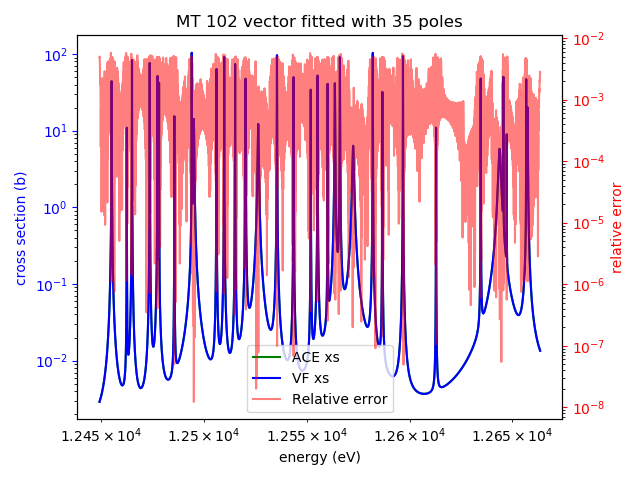 MT 102 vector fitted with 35 poles
10²
10¹
10⁰
10⁻¹
10⁻²
cross section (b)
10⁻²
10⁻³
10⁻⁴
10⁻⁵
10⁻⁶
10⁻⁷
10⁻⁸
relative error
ACE xs
VF xs
Relative error
1.245×10⁴ 1.25×10⁴ 1.255×10⁴ 1.26×10⁴ 1.265×10⁴
energy (eV)